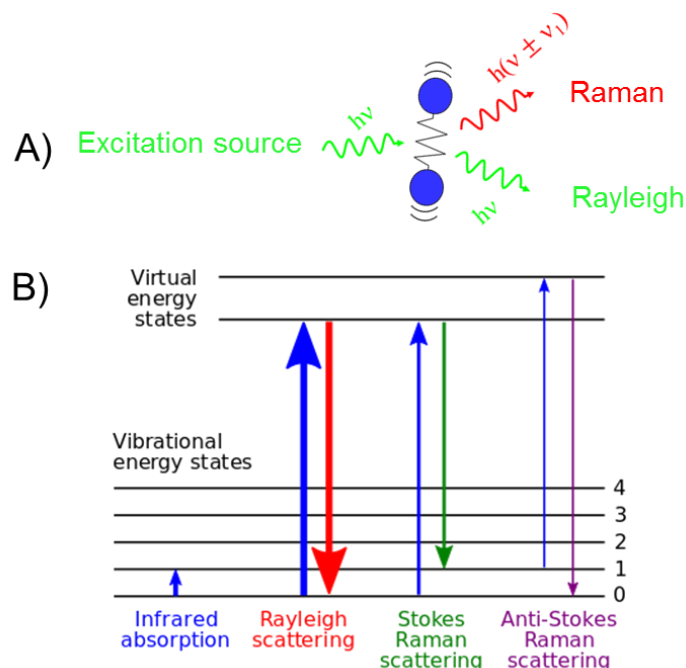 h(ν ± ν₁)
Raman
hν
A) Excitation source
Rayleigh
hν
B)
Virtual
energy
states
Vibrational
energy states
4
3
2
1
0
Infrared
absorption
Rayleigh
scattering
Stokes
Raman
scattering
Anti-Stokes
Raman
scattering